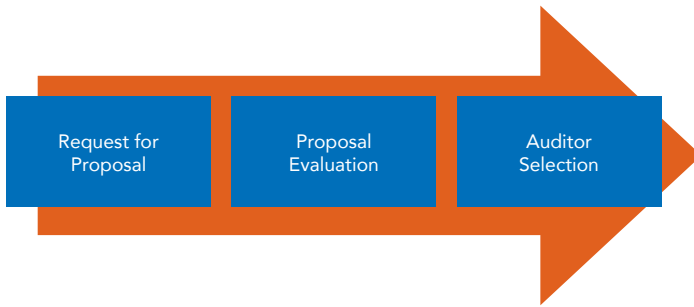 Request for
Proposal
Proposal
Evaluation
Auditor
Selection